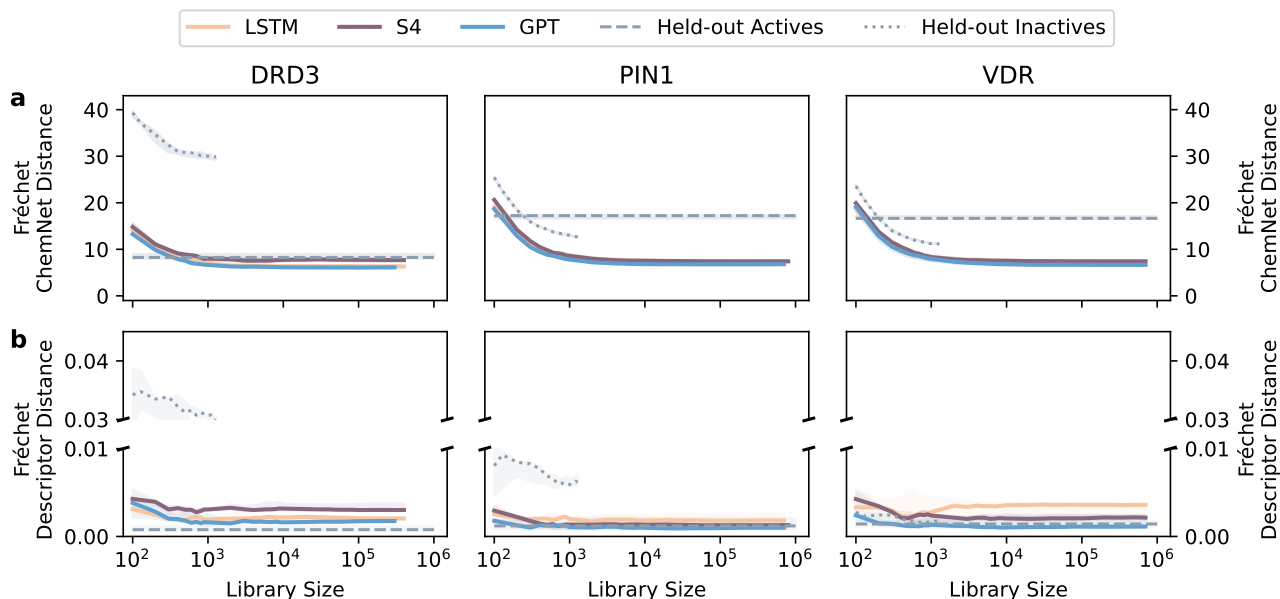 LSTM S4 GPT Held-out Actives Held-out Inactives
DRD3 PIN1 VDR
a
Fréchet
ChemNet Distance
40
30
20
10
0
40
30
20
10
0
Fréchet
ChemNet Distance
b
Fréchet
Descriptor Distance
0.04
0.03
0.01
0.00
0.04
0.03
0.01
0.00
Fréchet
Descriptor Distance
10² 10³ 10⁴ 10⁵ 10⁶ 10² 10³ 10⁴ 10⁵ 10⁶ 10² 10³ 10⁴ 10⁵ 10⁶
Library Size Library Size Library Size